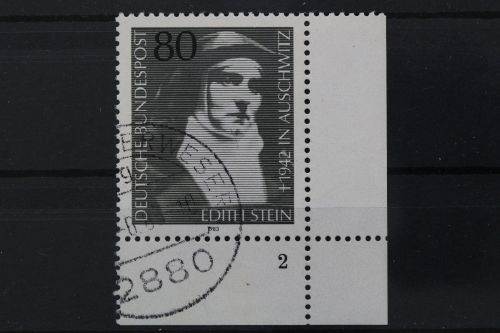 80
DEUTSCHE BUNDESPOST
†1942 IN AUSCHWITZ
EDITH STEIN
1983
2
2880